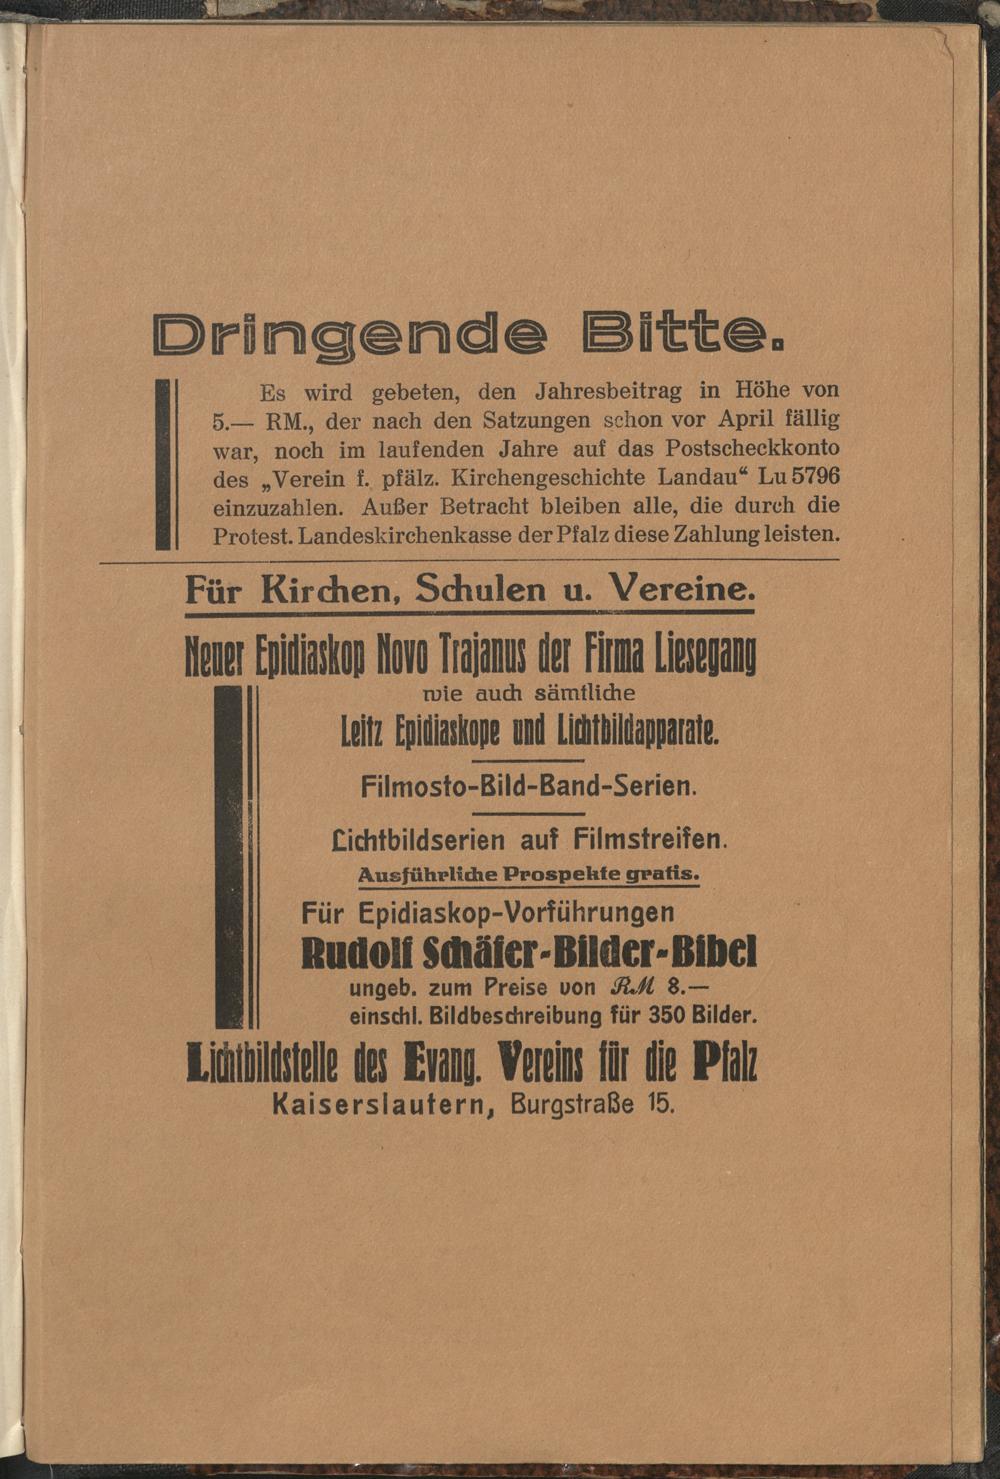 Dringende Bitte.
Es wird gebeten, den Jahresbeitrag in Höhe von
5.— RM., der nach den Satzungen schon vor April fällig
war, noch im laufenden Jahre auf das Postscheckkonto
des „Verein f. pfälz. Kirchengeschichte Landau“ Lu 5796
einzuzahlen. Außer Betracht bleiben alle, die durch die
Protest. Landeskirchenkasse der Pfalz diese Zahlung leisten.
Für Kirchen, Schulen u. Vereine.
Neuer Epidiaskop Novo Trajanus der Firma Liesegang
wie auch sämtliche
Leitz Epidiaskope und Lichtbildapparate.
Filmosto-Bild-Band-Serien.
Lichtbildserien auf Filmstreifen.
Ausführliche Prospekte gratis.
Für Epidiaskop-Vorführungen
Rudolf Schäfer-Bilder-Bibel
ungeb. zum Preise von RM 8.—
einschl. Bildbeschreibung für 350 Bilder.
Lichtbildstelle des Evang. Vereins für die Pfalz
Kaiserslautern, Burgstraße 15.